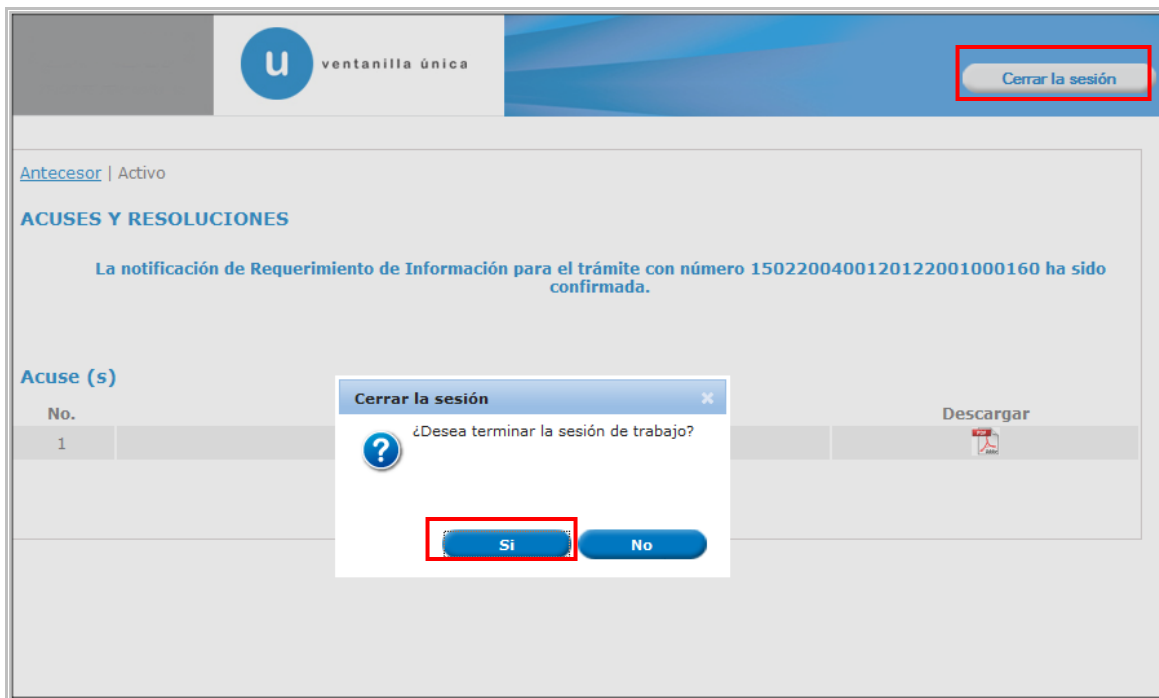 u ventanilla única
Cerrar la sesión
Antecesor | Activo
ACUSES Y RESOLUCIONES
La notificación de Requerimiento de Información para el trámite con número 1502200400120122001000160 ha sido
confirmada.
Acuse (s)
No.
Descargar
1
Cerrar la sesión
¿Desea terminar la sesión de trabajo?
Si
No